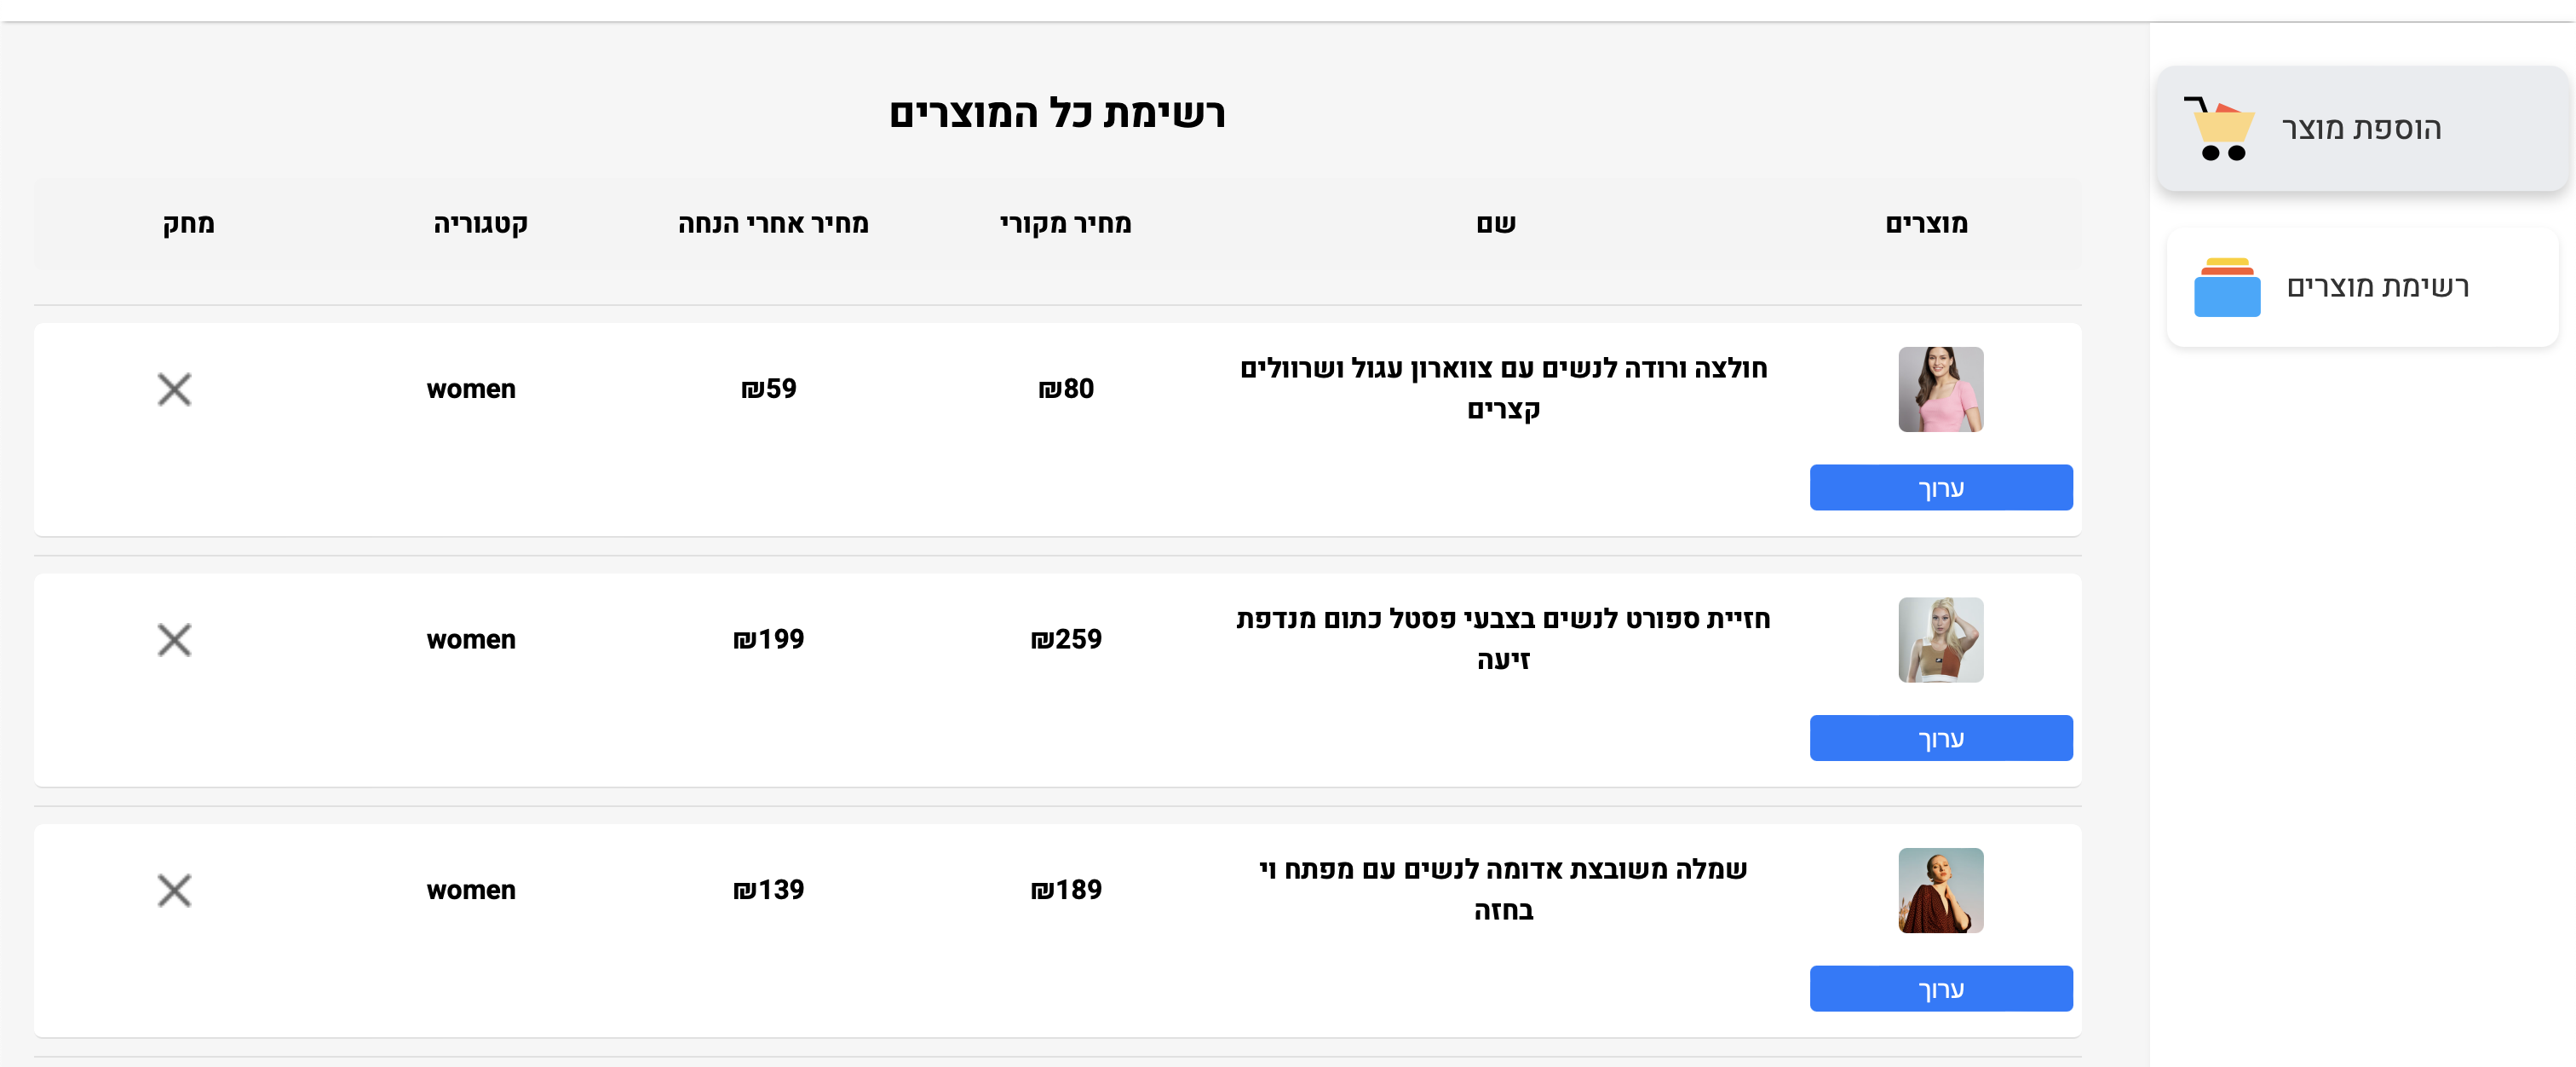 הוספת מוצר
רשימת מוצרים
רשימת כל המוצרים
מוצרים שם מחיר מקורי מחיר אחרי הנחה קטגוריה מחק
חולצה ורודה לנשים עם צווארון עגול ושרוולים
קצרים
₪80 ₪59 women
ערוך
חזיית ספורט לנשים בצבעי פסטל כתום מנדפת
זיעה
₪259 ₪199 women
ערוך
שמלה משובצת אדומה לנשים עם מפתח וי
בחזה
₪189 ₪139 women
ערוך